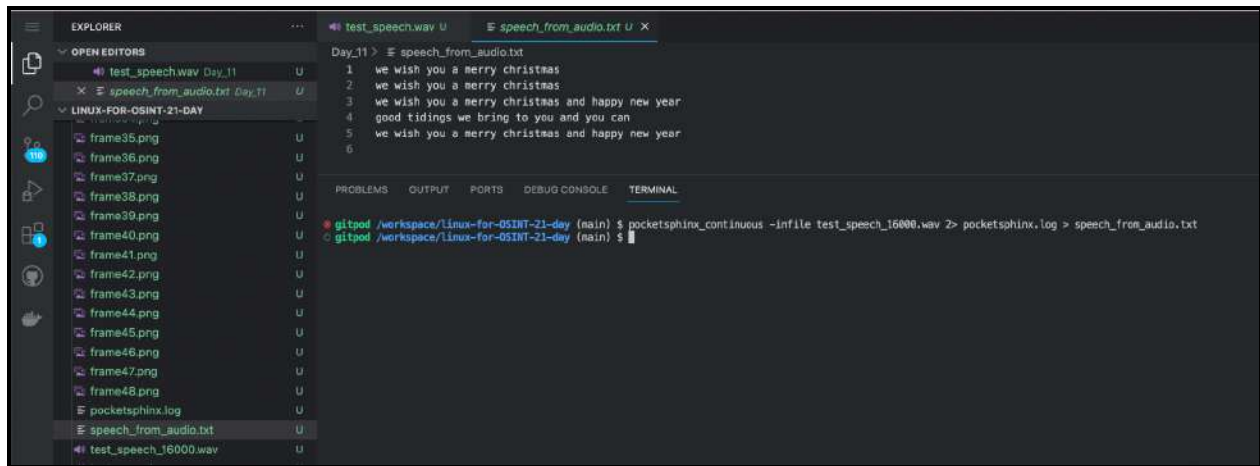 EXPLORER
OPEN EDITORS
test_speech.wav Day_11 U
speech_from_audio.txt Day_11 U
LINUX-FOR-OSINT-21-DAY
frame35.png U
frame36.png U
frame37.png U
frame38.png U
frame39.png U
frame40.png U
frame41.png U
frame42.png U
frame43.png U
frame44.png U
frame45.png U
frame46.png U
frame47.png U
frame48.png U
pocketsphinx.log U
speech_from_audio.txt U
test_speech_16000.wav U
110
1
test_speech.wav U
speech_from_audio.txt U
Day_11 > speech_from_audio.txt
1 we wish you a merry christmas
2 we wish you a merry christmas
3 we wish you a merry christmas and happy new year
4 good tidings we bring to you and you can
5 we wish you a merry christmas and happy new year
6
PROBLEMS OUTPUT PORTS DEBUG CONSOLE TERMINAL
gitpod /workspace/linux-for-OSINT-21-day (main) $ pocketsphinx_continuous -infile test_speech_16000.wav 2> pocketsphinx.log > speech_from_audio.txt
gitpod /workspace/linux-for-OSINT-21-day (main) $